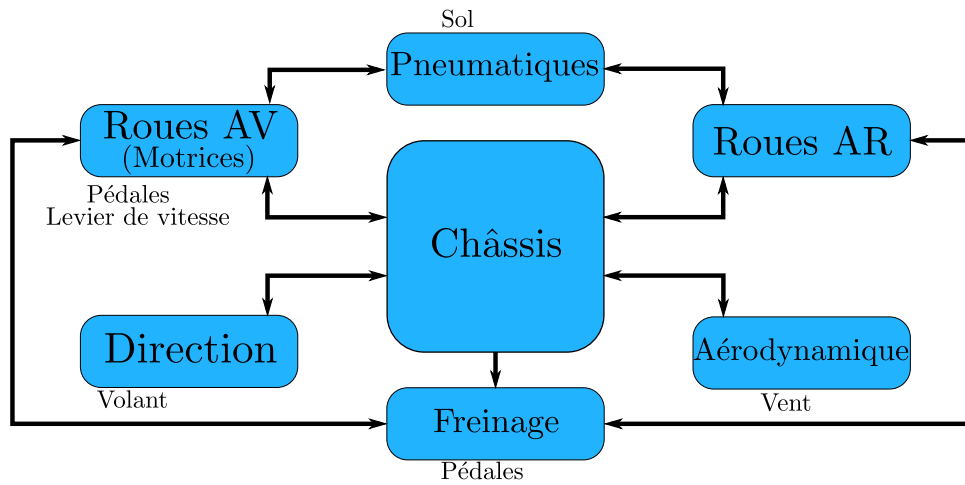 Sol
Pneumatiques
Roues AV
(Motrices)
Roues AR
Pédales
Levier de vitesse
Châssis
Direction
Aérodynamique
Volant
Vent
Freinage
Pédales